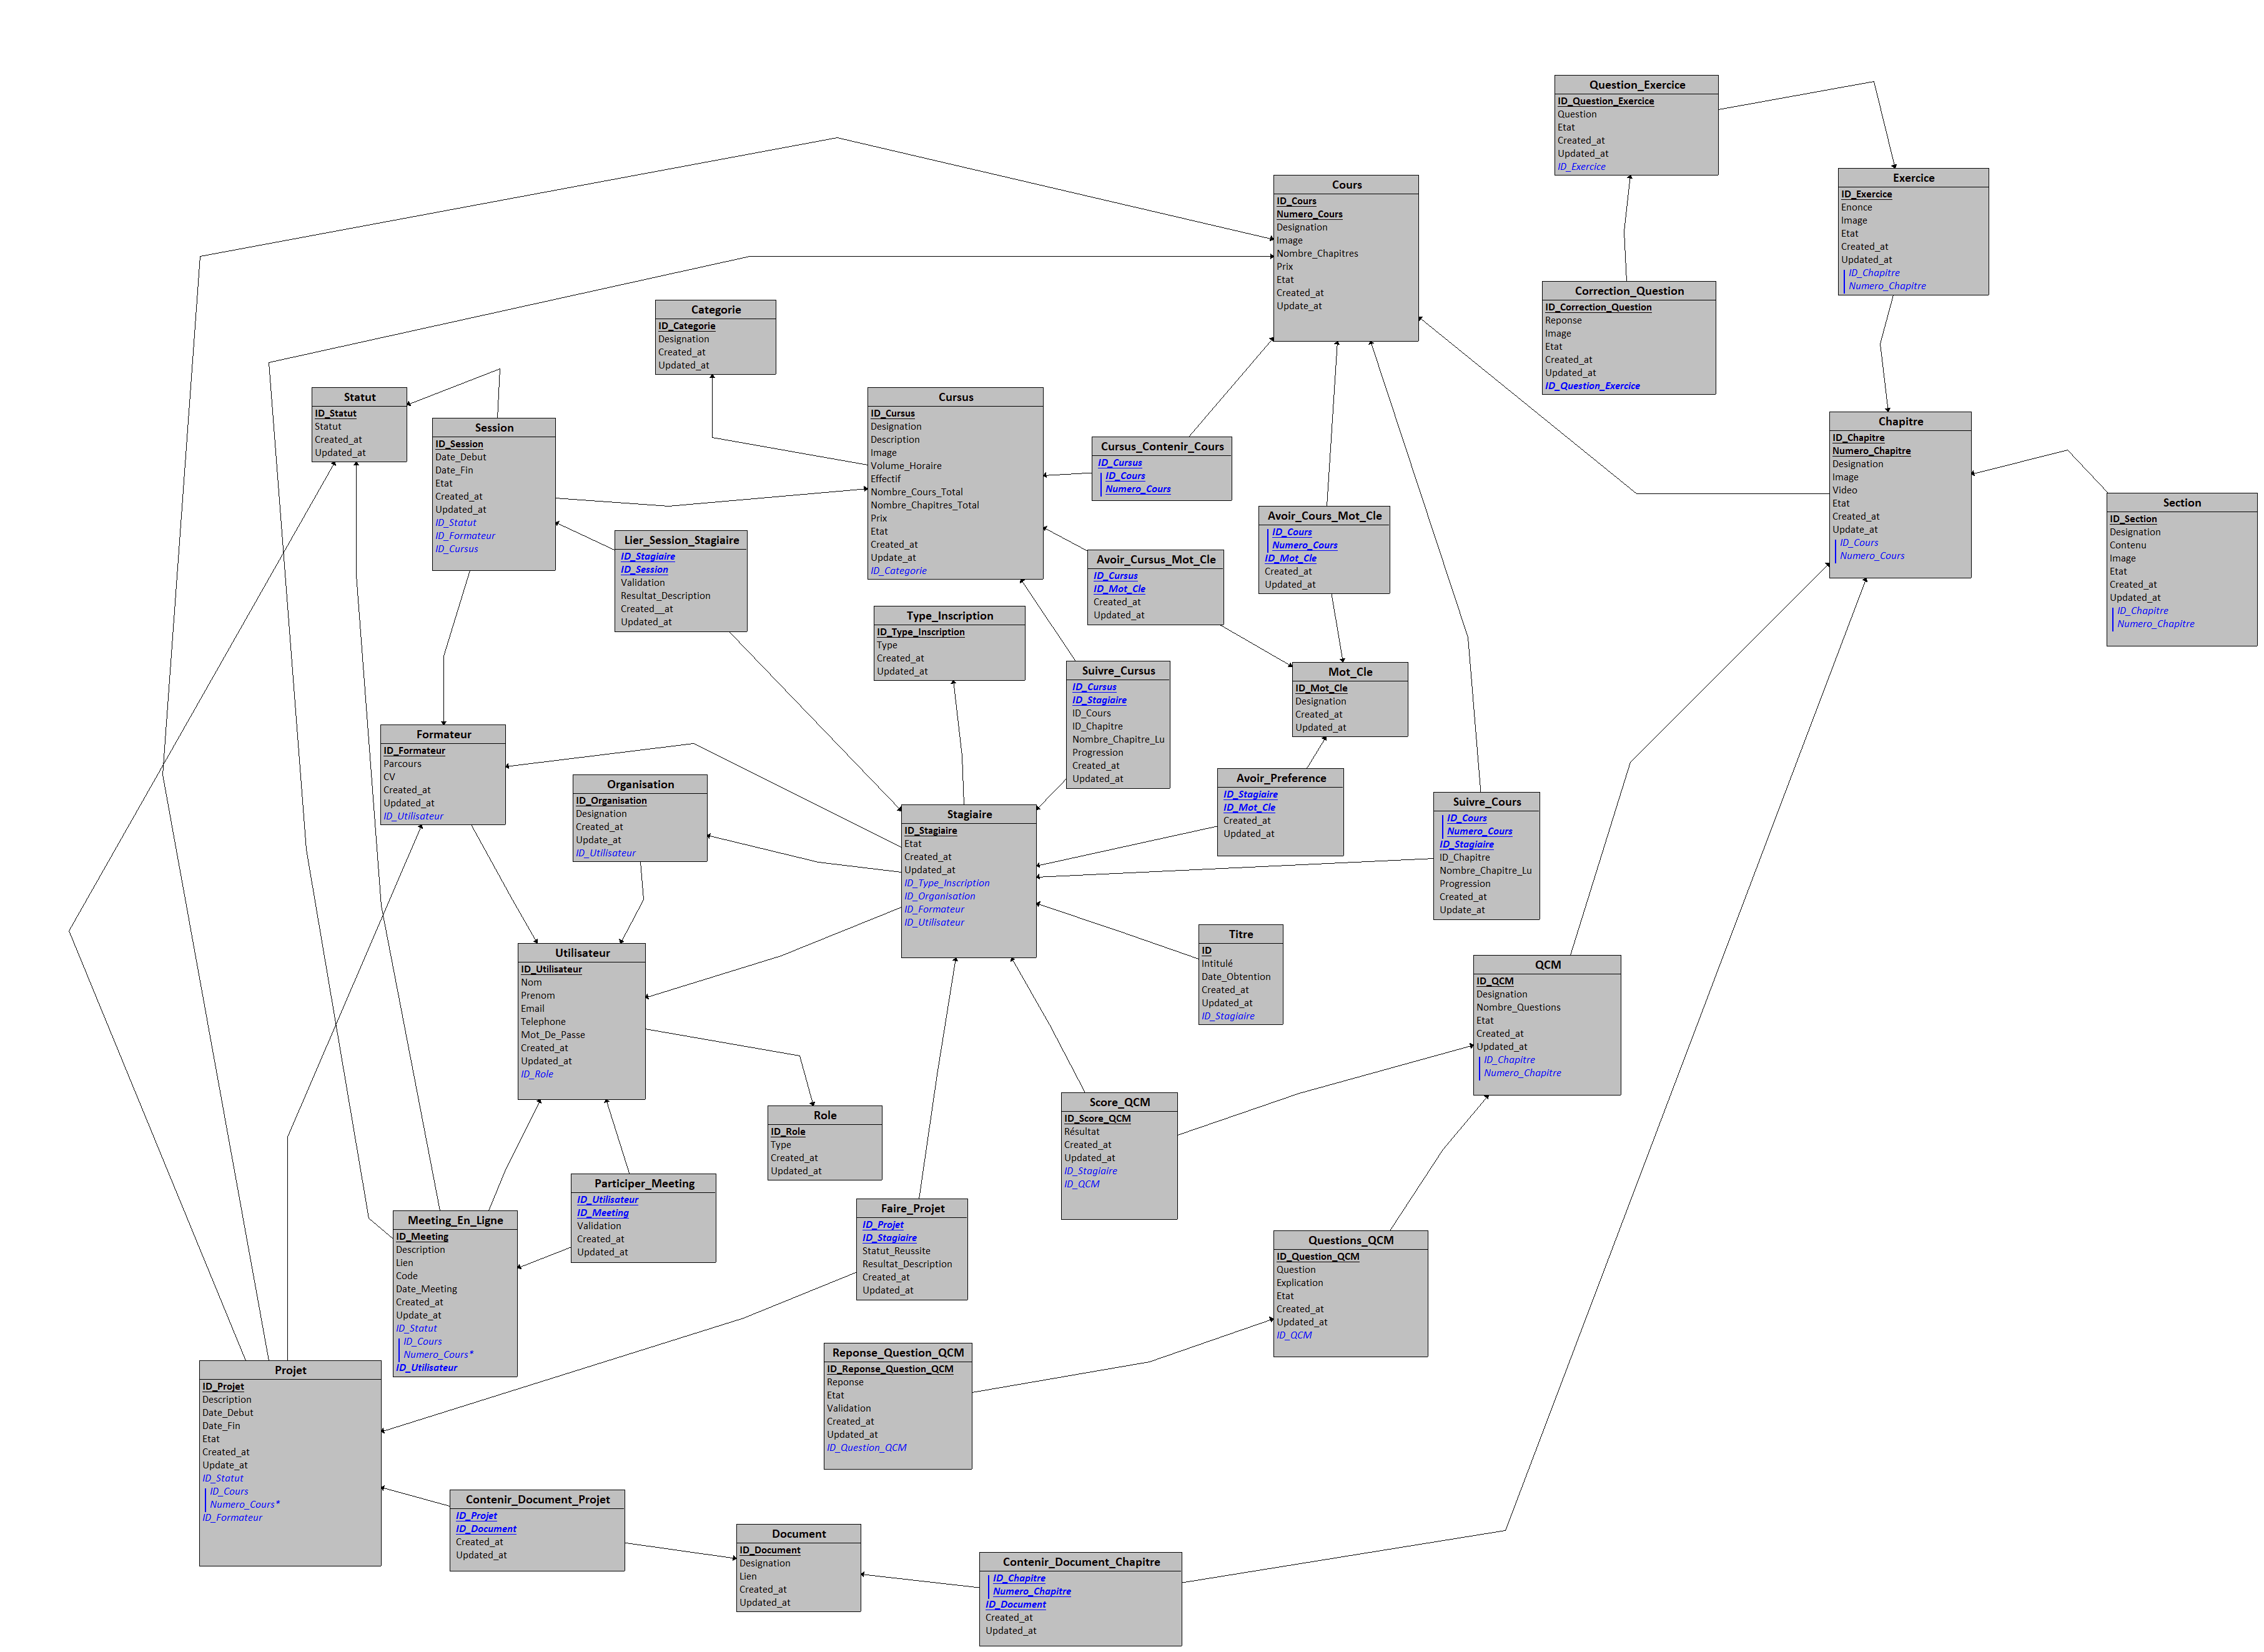 Question_Exercice
ID_Question_Exercice
Question
Etat
Created_at
Updated_at
ID_Exercice
Exercice
ID_Exercice
Enonce
Image
Etat
Created_at
Updated_at
ID_Chapitre
Numero_Chapitre
Cours
ID_Cours
Numero_Cours
Designation
Image
Nombre_Chapitres
Prix
Etat
Created_at
Update_at
Correction_Question
ID_Correction_Question
Reponse
Image
Etat
Created_at
Updated_at
ID_Question_Exercice
Categorie
ID_Categorie
Designation
Created_at
Updated_at
Statut
ID_Statut
Statut
Created_at
Updated_at
Session
ID_Session
Date_Debut
Date_Fin
Etat
Created_at
Updated_at
ID_Statut
ID_Formateur
ID_Cursus
Cursus
ID_Cursus
Designation
Description
Image
Volume_Horaire
Effectif
Nombre_Cours_Total
Nombre_Chapitres_Total
Prix
Etat
Created_at
Update_at
ID_Categorie
Cursus_Contenir_Cours
ID_Cursus
ID_Cours
Numero_Cours
Chapitre
ID_Chapitre
Numero_Chapitre
Designation
Image
Video
Etat
Created_at
Update_at
ID_Cours
Numero_Cours
Section
ID_Section
Designation
Contenu
Image
Etat
Created_at
Updated_at
ID_Chapitre
Numero_Chapitre
Lier_Session_Stagiaire
ID_Stagiaire
ID_Session
Validation
Resultat_Description
Created__at
Updated_at
Avoir_Cursus_Mot_Cle
ID_Cursus
ID_Mot_Cle
Created_at
Updated_at
Avoir_Cours_Mot_Cle
ID_Cours
Numero_Cours
ID_Mot_Cle
Created_at
Updated_at
Type_Inscription
ID_Type_Inscription
Type
Created_at
Updated_at
Suivre_Cursus
ID_Cursus
ID_Stagiaire
ID_Cours
ID_Chapitre
Nombre_Chapitre_Lu
Progression
Created_at
Updated_at
Mot_Cle
ID_Mot_Cle
Designation
Created_at
Updated_at
Formateur
ID_Formateur
Parcours
CV
Created_at
Updated_at
ID_Utilisateur
Organisation
ID_Organisation
Designation
Created_at
Update_at
ID_Utilisateur
Stagiaire
ID_Stagiaire
Etat
Created_at
Updated_at
ID_Type_Inscription
ID_Organisation
ID_Formateur
ID_Utilisateur
Avoir_Preference
ID_Stagiaire
ID_Mot_Cle
Created_at
Updated_at
Suivre_Cours
ID_Cours
Numero_Cours
ID_Stagiaire
ID_Chapitre
Nombre_Chapitre_Lu
Progression
Created_at
Update_at
Utilisateur
ID_Utilisateur
Nom
Prenom
Email
Telephone
Mot_De_Passe
Created_at
Updated_at
ID_Role
Titre
ID
Intitulé
Date_Obtention
Created_at
Updated_at
ID_Stagiaire
QCM
ID_QCM
Designation
Nombre_Questions
Etat
Created_at
Updated_at
ID_Chapitre
Numero_Chapitre
Role
ID_Role
Type
Created_at
Updated_at
Score_QCM
ID_Score_QCM
Résultat
Created_at
Updated_at
ID_Stagiaire
ID_QCM
Participer_Meeting
ID_Utilisateur
ID_Meeting
Validation
Created_at
Updated_at
Meeting_En_Ligne
ID_Meeting
Description
Lien
Code
Date_Meeting
Created_at
Update_at
ID_Statut
ID_Cours
Numero_Cours*
ID_Utilisateur
Faire_Projet
ID_Projet
ID_Stagiaire
Statut_Reussite
Resultat_Description
Created_at
Updated_at
Questions_QCM
ID_Question_QCM
Question
Explication
Etat
Created_at
Updated_at
ID_QCM
Reponse_Question_QCM
ID_Reponse_Question_QCM
Reponse
Etat
Validation
Created_at
Updated_at
ID_Question_QCM
Projet
ID_Projet
Description
Date_Debut
Date_Fin
Etat
Created_at
Update_at
ID_Statut
ID_Cours
Numero_Cours*
ID_Formateur
Contenir_Document_Projet
ID_Projet
ID_Document
Created_at
Updated_at
Document
ID_Document
Designation
Lien
Created_at
Updated_at
Contenir_Document_Chapitre
ID_Chapitre
Numero_Chapitre
ID_Document
Created_at
Updated_at